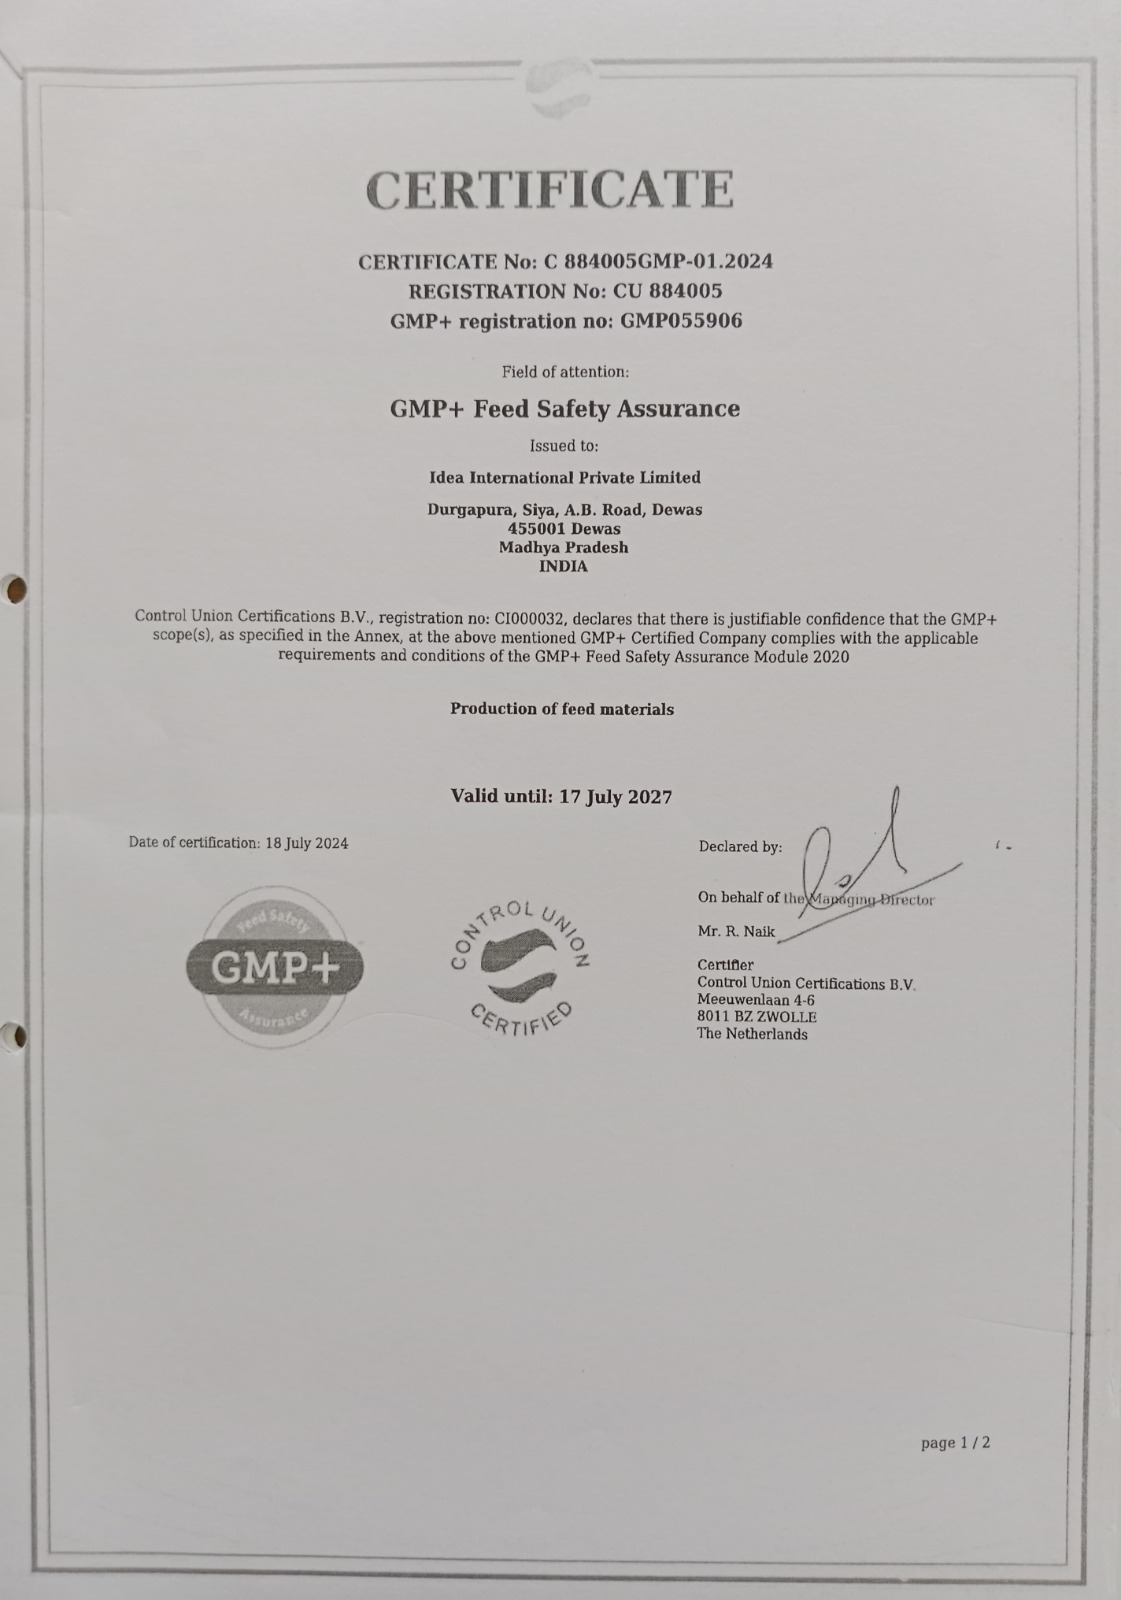 CERTIFICATE
CERTIFICATE No: C 884005GMP-01.2024
REGISTRATION No: CU 884005
GMP+ registration no: GMP055906
Field of attention:
GMP+ Feed Safety Assurance
Issued to:
Idea International Private Limited
Durgapura, Siya, A.B. Road, Dewas
455001 Dewas
Madhya Pradesh
INDIA
Control Union Certifications B.V., registration no: CI000032, declares that there is justifiable confidence that the GMP+
scope(s), as specified in the Annex, at the above mentioned GMP+ Certified Company complies with the applicable
requirements and conditions of the GMP+ Feed Safety Assurance Module 2020
Production of feed materials
Valid until: 17 July 2027
Date of certification: 18 July 2024
Feed Safety
GMP+
Assurance
CONTROL UNION
CERTIFIED
Declared by:
On behalf of the Managing Director
Mr. R. Naik
Certifier
Control Union Certifications B.V.
Meeuwenlaan 4-6
8011 BZ ZWOLLE
The Netherlands
page 1 / 2